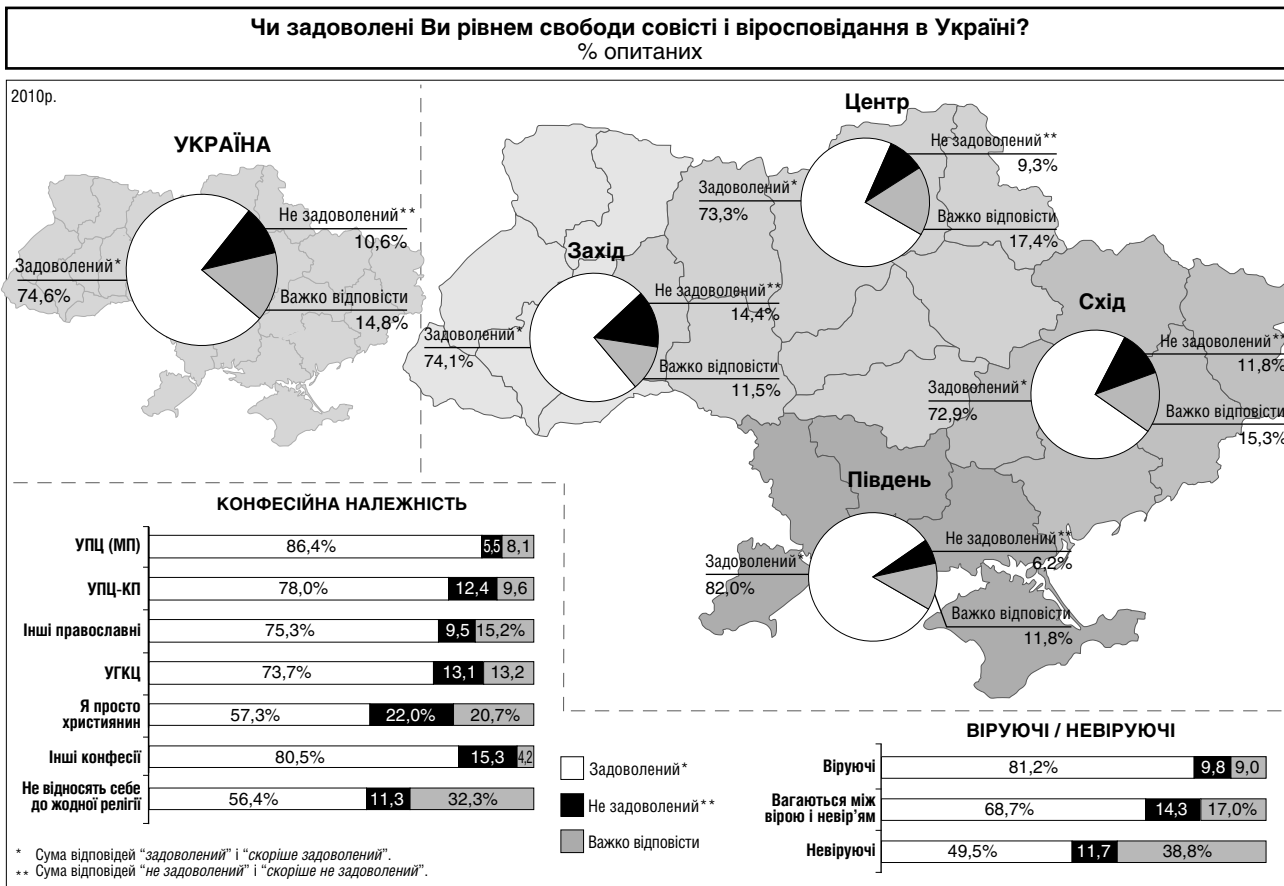 Чи задоволені Ви рівнем свободи совісті і віросповідання в Україні?
% опитаних
2010р.
УКРАЇНА
Задоволений*
74,6%
Не задоволений**
10,6%
Важко відповісти
14,8%
Центр
Задоволений*
73,3%
Не задоволений**
9,3%
Важко відповісти
17,4%
Захід
Задоволений*
74,1%
Не задоволений**
14,4%
Важко відповісти
11,5%
Схід
Задоволений*
72,9%
Не задоволений**
11,8%
Важко відповісти
15,3%
Південь
Задоволений*
82,0%
Не задоволений**
6,2%
Важко відповісти
11,8%
КОНФЕСІЙНА НАЛЕЖНІСТЬ
УПЦ (МП) 86,4% 5,5 8,1
УПЦ-КП 78,0% 12,4 9,6
Інші православні 75,3% 9,5 15,2%
УГКЦ 73,7% 13,1 13,2
Я просто
християнин 57,3% 22,0% 20,7%
Інші конфесії 80,5% 15,3 4,2
Не відносять себе
до жодної релігії 56,4% 11,3 32,3%
Задоволений*
Не задоволений**
Важко відповісти
ВІРУЮЧІ / НЕВІРУЮЧІ
Віруючі 81,2% 9,8 9,0
Вагаються між
вірою і невір’ям 68,7% 14,3 17,0%
Невіруючі 49,5% 11,7 38,8%
* Сума відповідей “задоволений” і “скоріше задоволений”.
** Сума відповідей “не задоволений” і “скоріше не задоволений”.